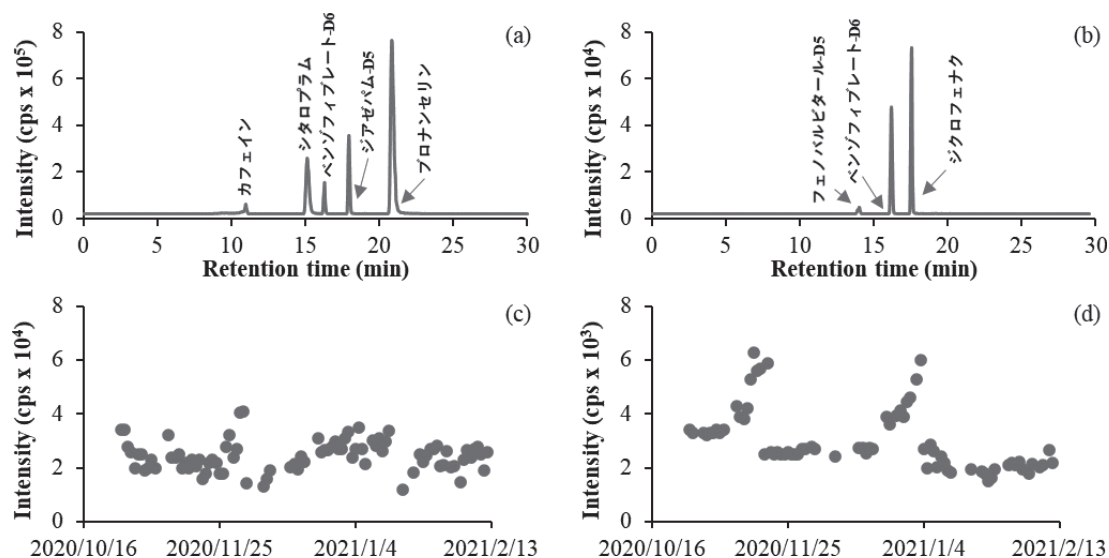 (a)
Intensity (cps x 10⁵)
8
6
4
2
0
カフェイン
シタロプラム
ベンゾフィブレート-D6
ジアゼパム-D5
ブロナンセリン
0 5 10 15 20 25 30
Retention time (min)
(b)
Intensity (cps x 10⁴)
8
6
4
2
0
フェノバルビタール-D5
ベンゾフィブレート-D6
ジクロフェナク
0 5 10 15 20 25 30
Retention time (min)
(c)
Intensity (cps x 10⁴)
8
6
4
2
0
2020/10/16 2020/11/25 2021/1/4 2021/2/13
(d)
Intensity (cps x 10³)
8
6
4
2
0
2020/10/16 2020/11/25 2021/1/4 2021/2/13